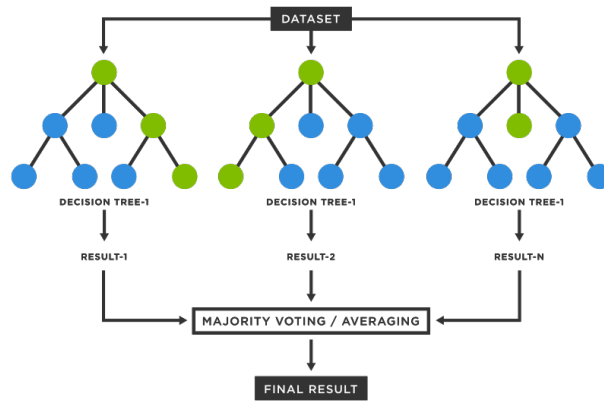 DATASET
DECISION TREE-1
DECISION TREE-1
DECISION TREE-1
RESULT-1
RESULT-2
RESULT-N
MAJORITY VOTING / AVERAGING
FINAL RESULT